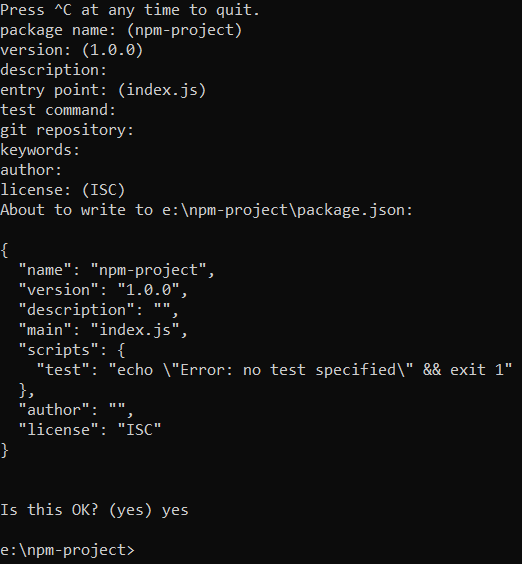 Press ^C at any time to quit.
package name: (npm-project)
version: (1.0.0)
description:
entry point: (index.js)
test command:
git repository:
keywords:
author:
license: (ISC)
About to write to e:\npm-project\package.json:

{
  "name": "npm-project",
  "version": "1.0.0",
  "description": "",
  "main": "index.js",
  "scripts": {
    "test": "echo \"Error: no test specified\" && exit 1"
  },
  "author": "",
  "license": "ISC"
}


Is this OK? (yes) yes

e:\npm-project>